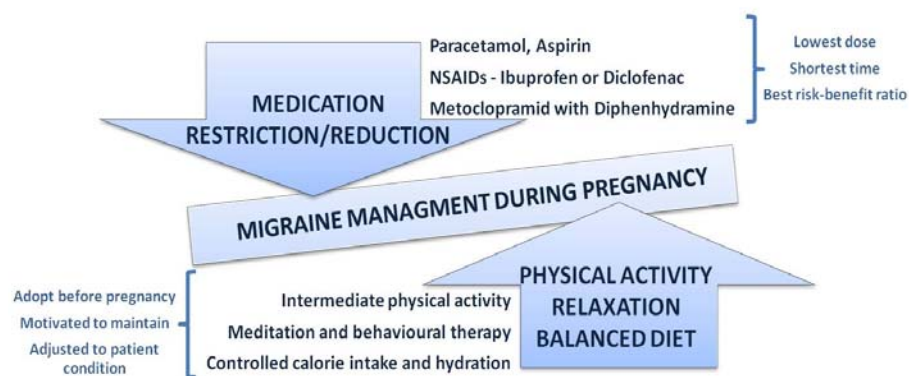 Paracetamol, Aspirin
NSAIDs - Ibuprofen or Diclofenac
Metoclopramid with Diphenhydramine
Lowest dose
Shortest time
Best risk-benefit ratio
MEDICATION
RESTRICTION/REDUCTION
MIGRAINE MANAGMENT DURING PREGNANCY
Adopt before pregnancy
Motivated to maintain
Adjusted to patient
condition
Intermediate physical activity
Meditation and behavioural therapy
Controlled calorie intake and hydration
PHYSICAL ACTIVITY
RELAXATION
BALANCED DIET